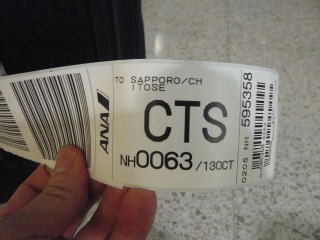 TO SAPPORO/CH
ITOSE
CTS
NH0063/13OCT
ANA
0205 NH 595358